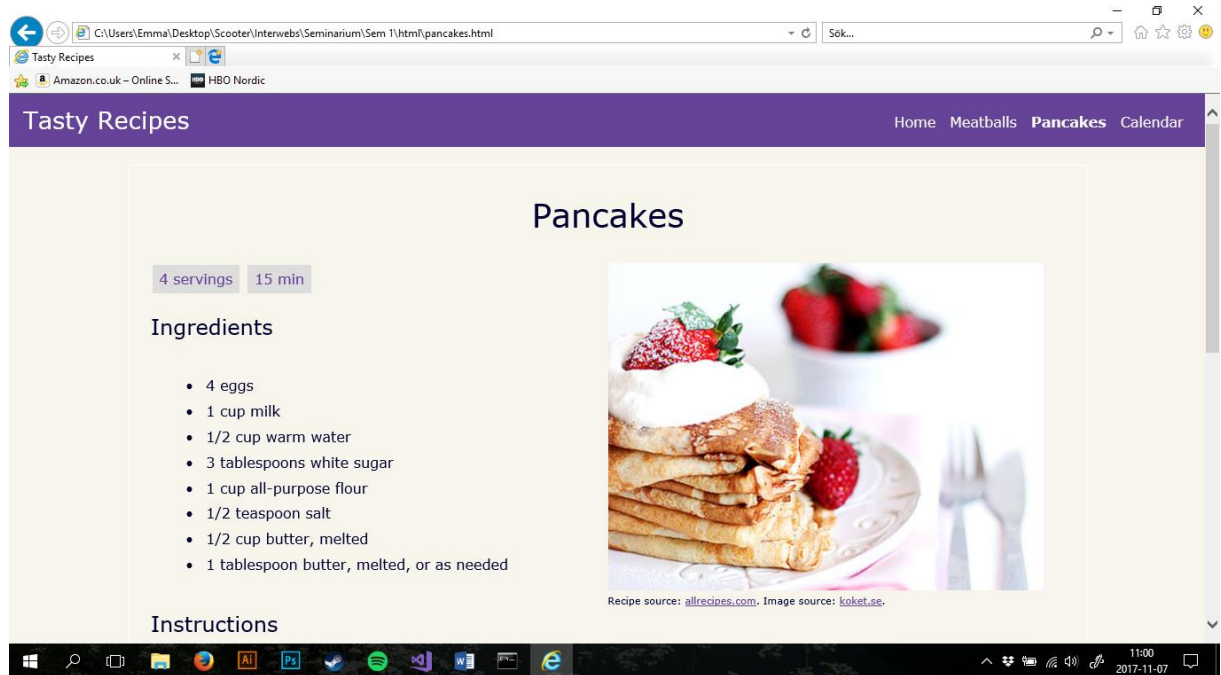 C:\Users\Emma\Desktop\Scooter\Interwebs\Seminarium\Sem 1\html\pancakes.html
Sök...
Tasty Recipes
Amazon.co.uk – Online S...
HBO Nordic
Tasty Recipes
Home Meatballs Pancakes Calendar
Pancakes
4 servings 15 min
Ingredients
• 4 eggs
• 1 cup milk
• 1/2 cup warm water
• 3 tablespoons white sugar
• 1 cup all-purpose flour
• 1/2 teaspoon salt
• 1/2 cup butter, melted
• 1 tablespoon butter, melted, or as needed
Recipe source: allrecipes.com. Image source: koket.se.
Instructions
Ai Ps
11:00
2017-11-07